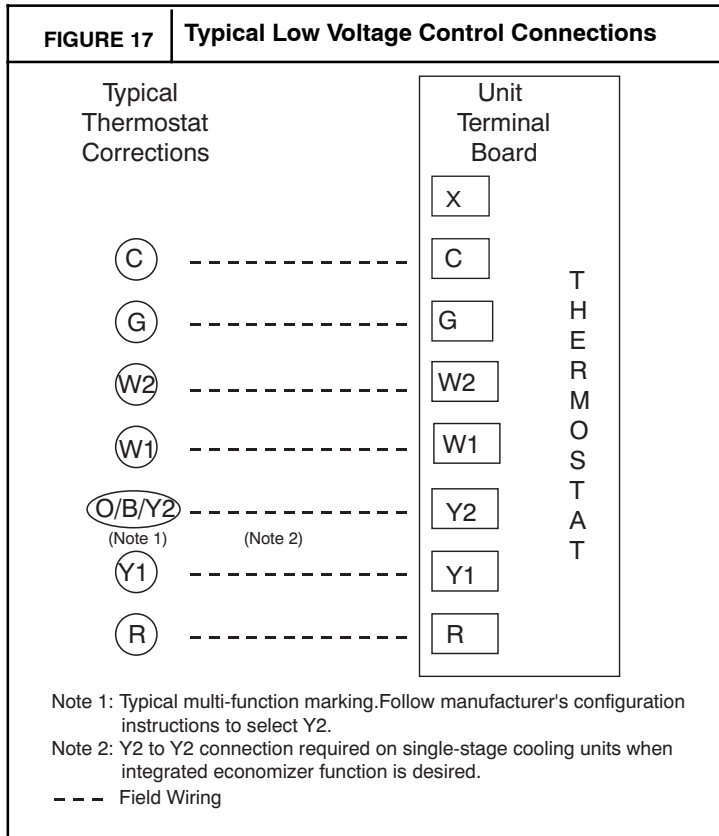 FIGURE 17 Typical Low Voltage Control Connections
Typical
Thermostat
Corrections
Unit
Terminal
Board
X
C C
G G
W2 W2
W1 W1
O/B/Y2 Y2
(Note 1) (Note 2)
Y1 Y1
R R
THERMOSTAT
Note 1: Typical multi-function marking.Follow manufacturer's configuration
instructions to select Y2.
Note 2: Y2 to Y2 connection required on single-stage cooling units when
integrated economizer function is desired.
Field Wiring